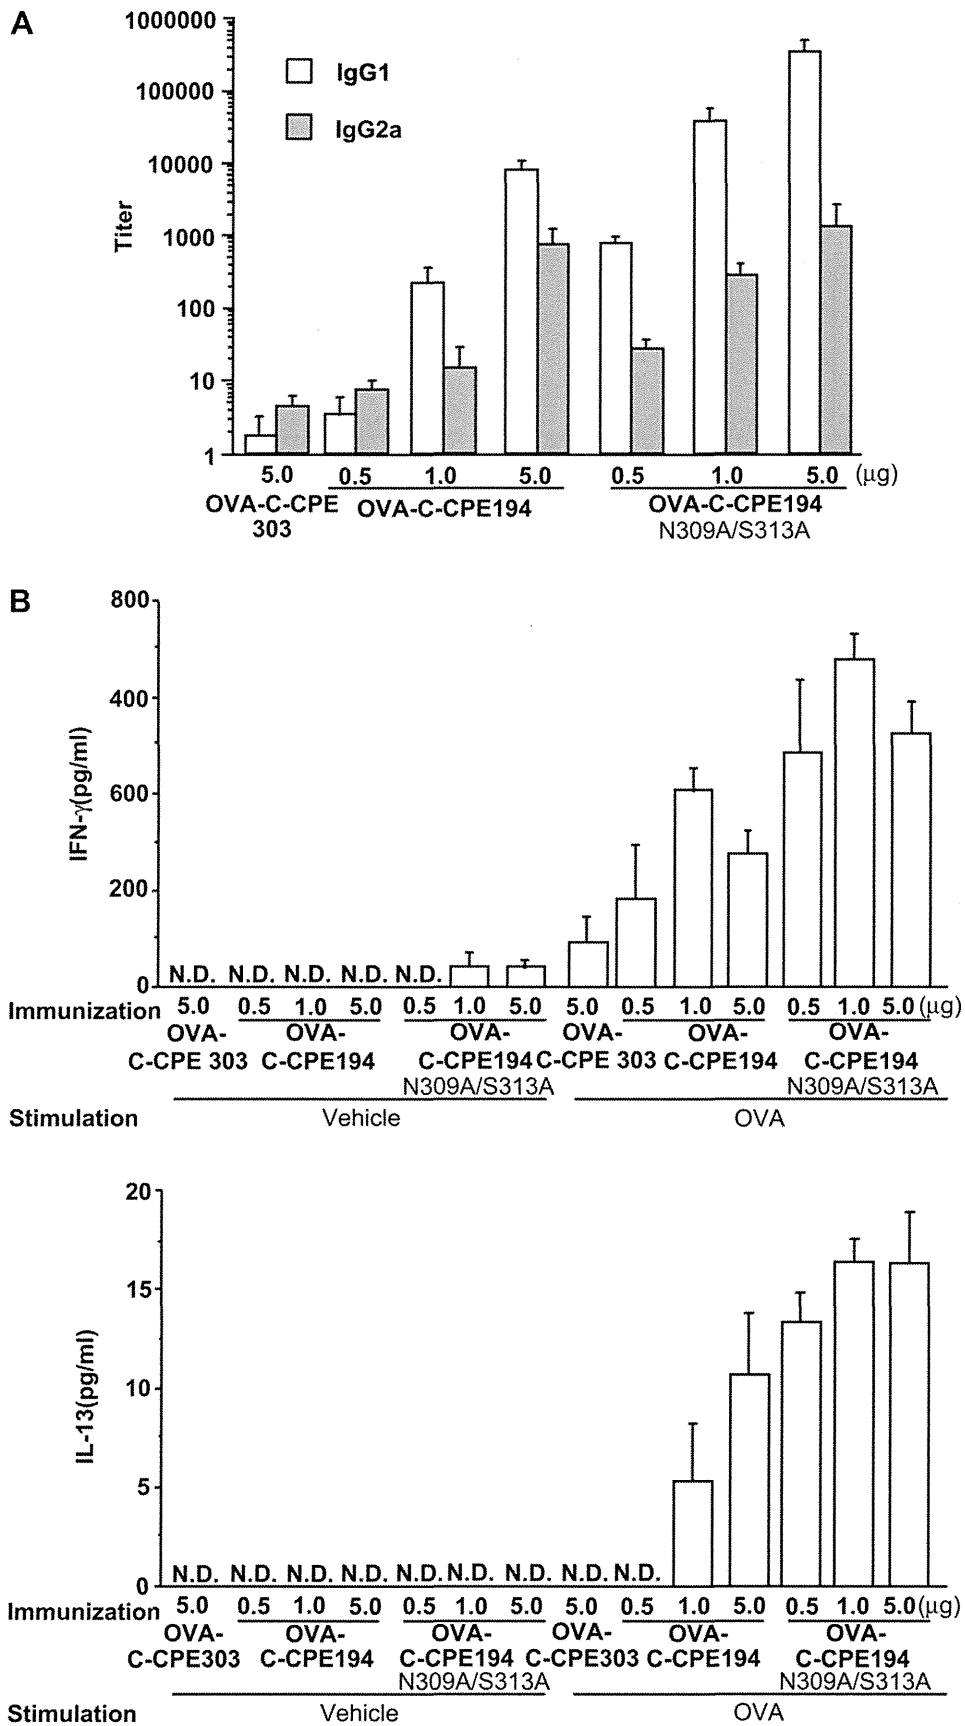 A
1000000
100000
10000
1000
100
10
1
Titer
IgG1
IgG2a
5.0 0.5 1.0 5.0 0.5 1.0 5.0 (μg)
OVA-C-CPE 303
OVA-C-CPE194
OVA-C-CPE194
N309A/S313A
B
800
400
600
200
0
IFN-γ(pg/ml)
N.D. N.D. N.D. N.D. N.D.
Immunization 5.0 0.5 1.0 5.0 0.5 1.0 5.0 5.0 0.5 1.0 5.0 0.5 1.0 5.0 (μg)
OVA- OVA- OVA- OVA- OVA- OVA-
C-CPE 303 C-CPE194 C-CPE194 C-CPE 303 C-CPE194 C-CPE194
N309A/S313A N309A/S313A
Stimulation Vehicle OVA
20
15
10
5
0
IL-13(pg/ml)
N.D. N.D. N.D. N.D. N.D. N.D. N.D. N.D. N.D.
Immunization 5.0 0.5 1.0 5.0 0.5 1.0 5.0 5.0 0.5 1.0 5.0 0.5 1.0 5.0 (μg)
OVA- OVA- OVA- OVA- OVA- OVA-
C-CPE303 C-CPE194 C-CPE194 C-CPE303 C-CPE194 C-CPE194
N309A/S313A N309A/S313A
Stimulation Vehicle OVA